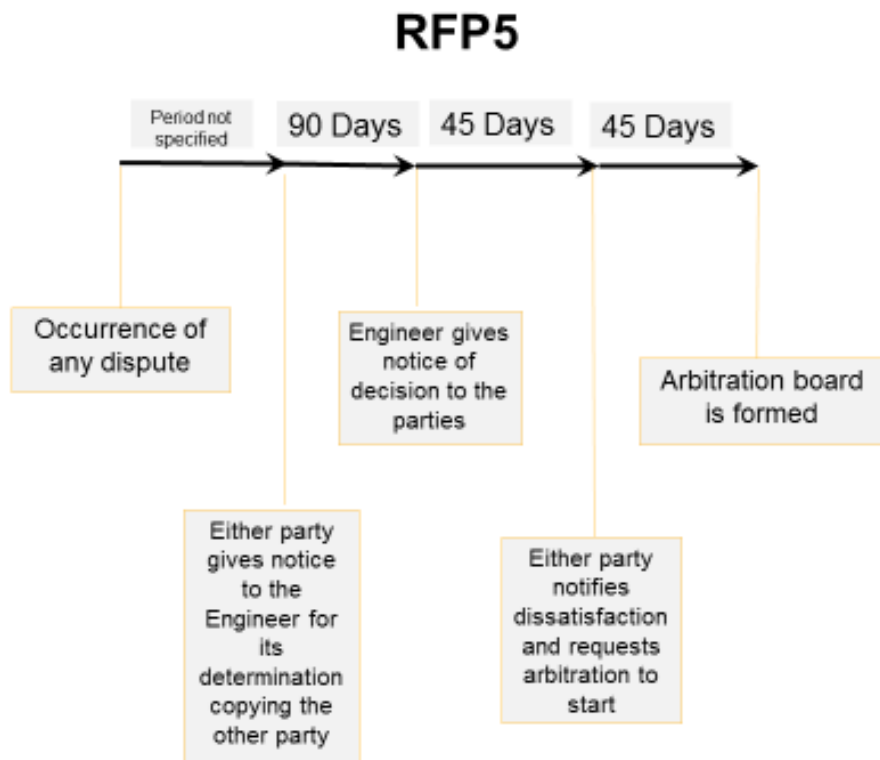 RFP5
Period not
specified
90 Days
45 Days
45 Days
Occurrence of
any dispute
Engineer gives
notice of
decision to the
parties
Arbitration board
is formed
Either party
gives notice
to the
Engineer for
its
determination
copying the
other party
Either party
notifies
dissatisfaction
and requests
arbitration to
start